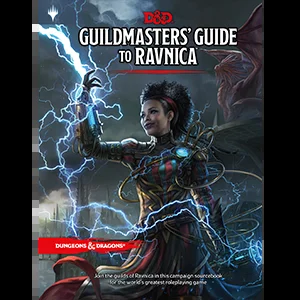 D&D
GUILDMASTERS' GUIDE
TO RAVNICA
DUNGEONS & DRAGONS®
Join the guilds of Ravnica in this campaign sourcebook
for the world's greatest roleplaying game